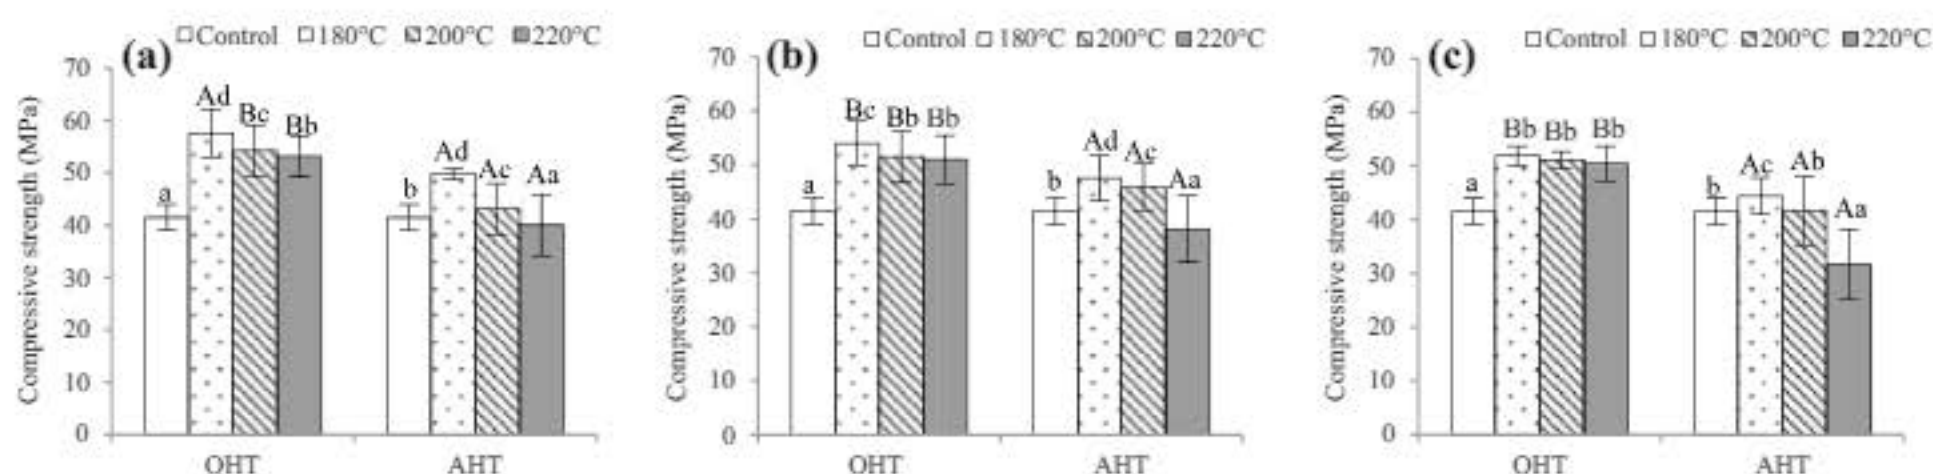 (a) Control 180°C 200°C 220°C
Compressive strength (MPa)
70
60
50
40
30
20
10
0
Ad
Bc
Bb
a
Ad
Ac
Aa
b
OHT AHT
(b) Control 180°C 200°C 220°C
Compressive strength (MPa)
70
60
50
40
30
20
10
0
Bc
Bb
Bb
a
Ad
Ac
Aa
b
OHT AHT
(c) Control 180°C 200°C 220°C
Compressive strength (MPa)
70
60
50
40
30
20
10
0
Bb
Bb
Bb
a
Ac
Ab
b
Aa
OHT AHT